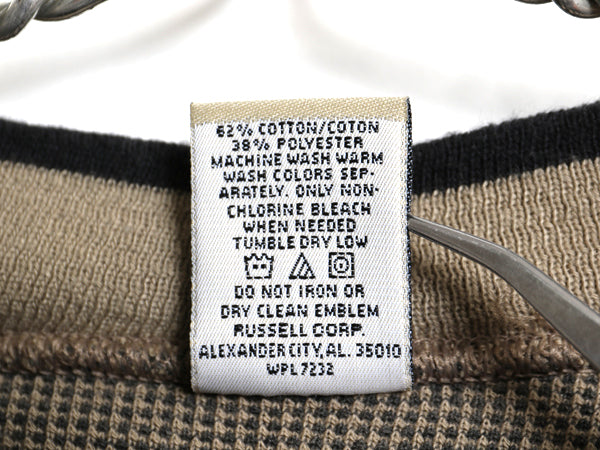 62% COTTON/COTON
38% POLYESTER
MACHINE WASH WARM
WASH COLORS SEP-
ARATELY. ONLY NON-
CHLORINE BLEACH
WHEN NEEDED
TUMBLE DRY LOW
DO NOT IRON OR
DRY CLEAN EMBLEM
RUSSELL CORP.
ALEXANDER CITY, AL. 35010
WPL 7232